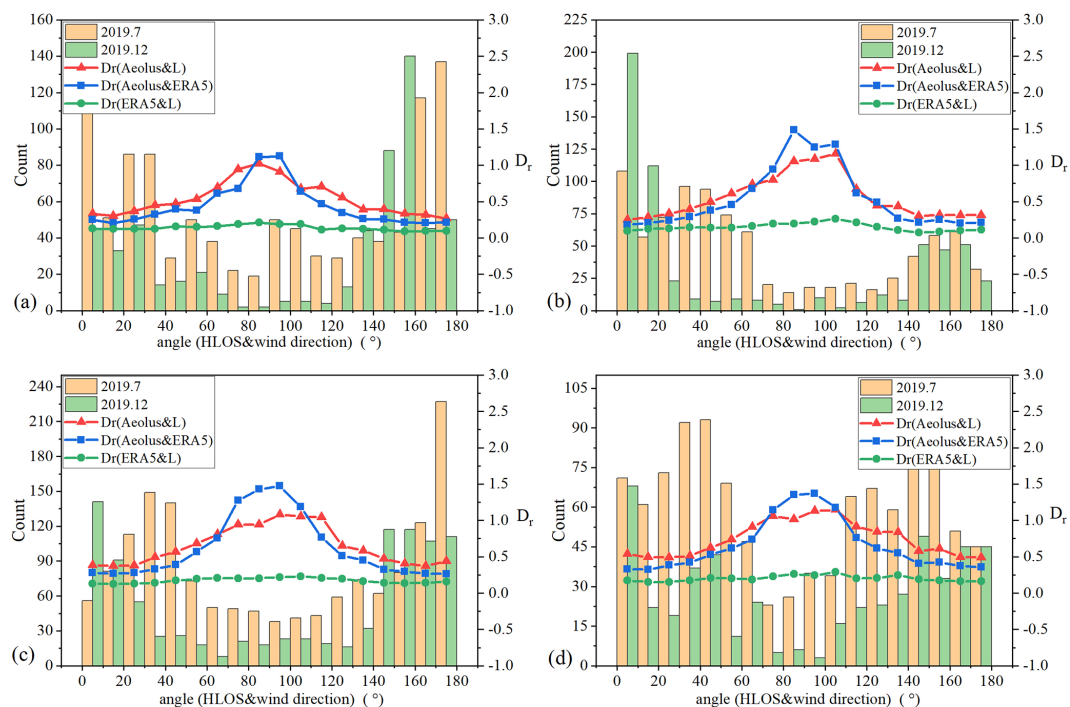 160
140
120
100
80
60
40
20
0
Count
3.0
2.5
2.0
1.5
1.0
0.5
0.0
-0.5
-1.0
Dr
2019.7
2019.12
Dr(Aeolus&L)
Dr(Aeolus&ERA5)
Dr(ERA5&L)
(a)
0 20 40 60 80 100 120 140 160 180
angle (HLOS&wind direction) ( °)
225
200
175
150
125
100
75
50
25
0
Count
3.0
2.5
2.0
1.5
1.0
0.5
0.0
-0.5
-1.0
Dr
2019.7
2019.12
Dr(Aeolus&L)
Dr(Aeolus&ERA5)
Dr(ERA5&L)
(b)
0 20 40 60 80 100 120 140 160 180
angle (HLOS&wind direction) ( °)
240
210
180
150
120
90
60
30
0
Count
3.0
2.5
2.0
1.5
1.0
0.5
0.0
-0.5
-1.0
Dr
2019.7
2019.12
Dr(Aeolus&L)
Dr(Aeolus&ERA5)
Dr(ERA5&L)
(c)
0 20 40 60 80 100 120 140 160 180
angle (HLOS&wind direction) ( °)
105
90
75
60
45
30
15
0
Count
3.0
2.5
2.0
1.5
1.0
0.5
0.0
-0.5
-1.0
Dr
2019.7
2019.12
Dr(Aeolus&L)
Dr(Aeolus&ERA5)
Dr(ERA5&L)
(d)
0 20 40 60 80 100 120 140 160 180
angle (HLOS&wind direction) ( °)